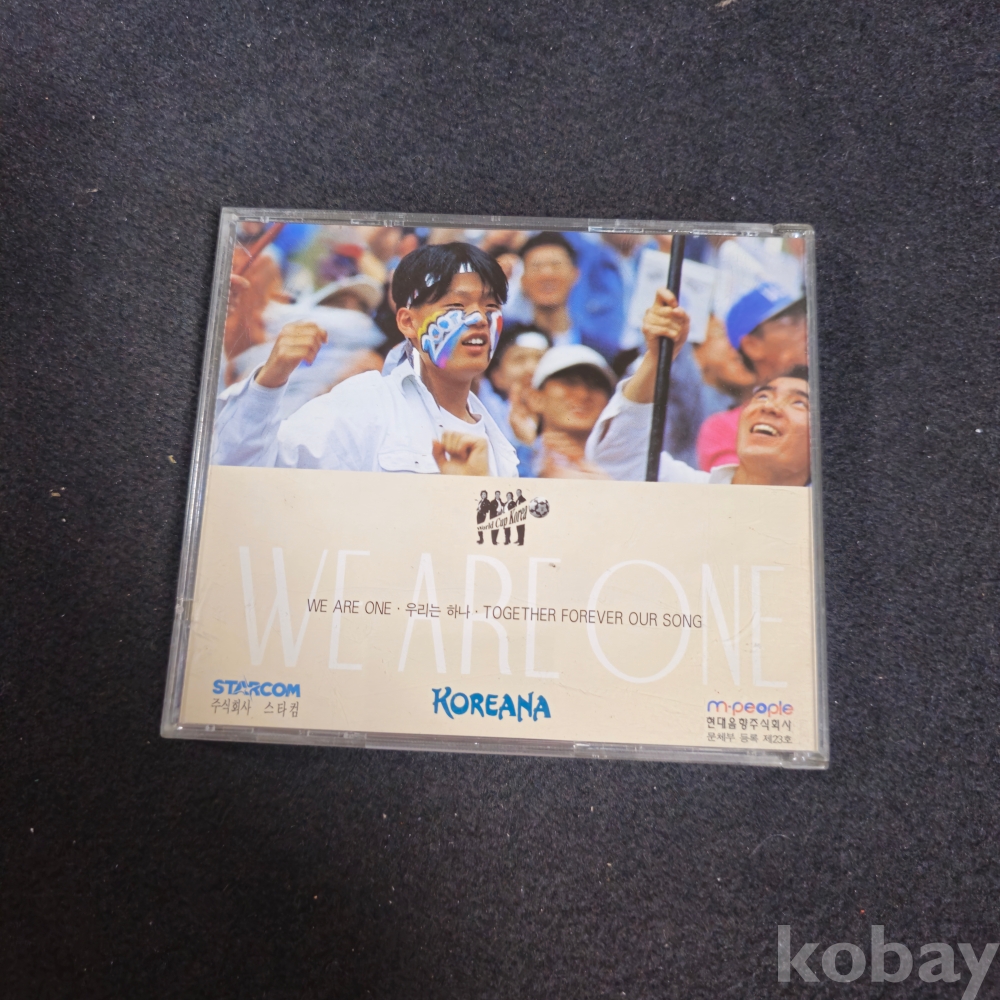 2002
World Cup Korea
WE ARE ONE
WE ARE ONE · 우리는 하나 · TOGETHER FOREVER OUR SONG
STARCOM
주식회사 스타컴
KOREANA
m·people
현대음향주식회사
문체부 등록 제23호
kobay